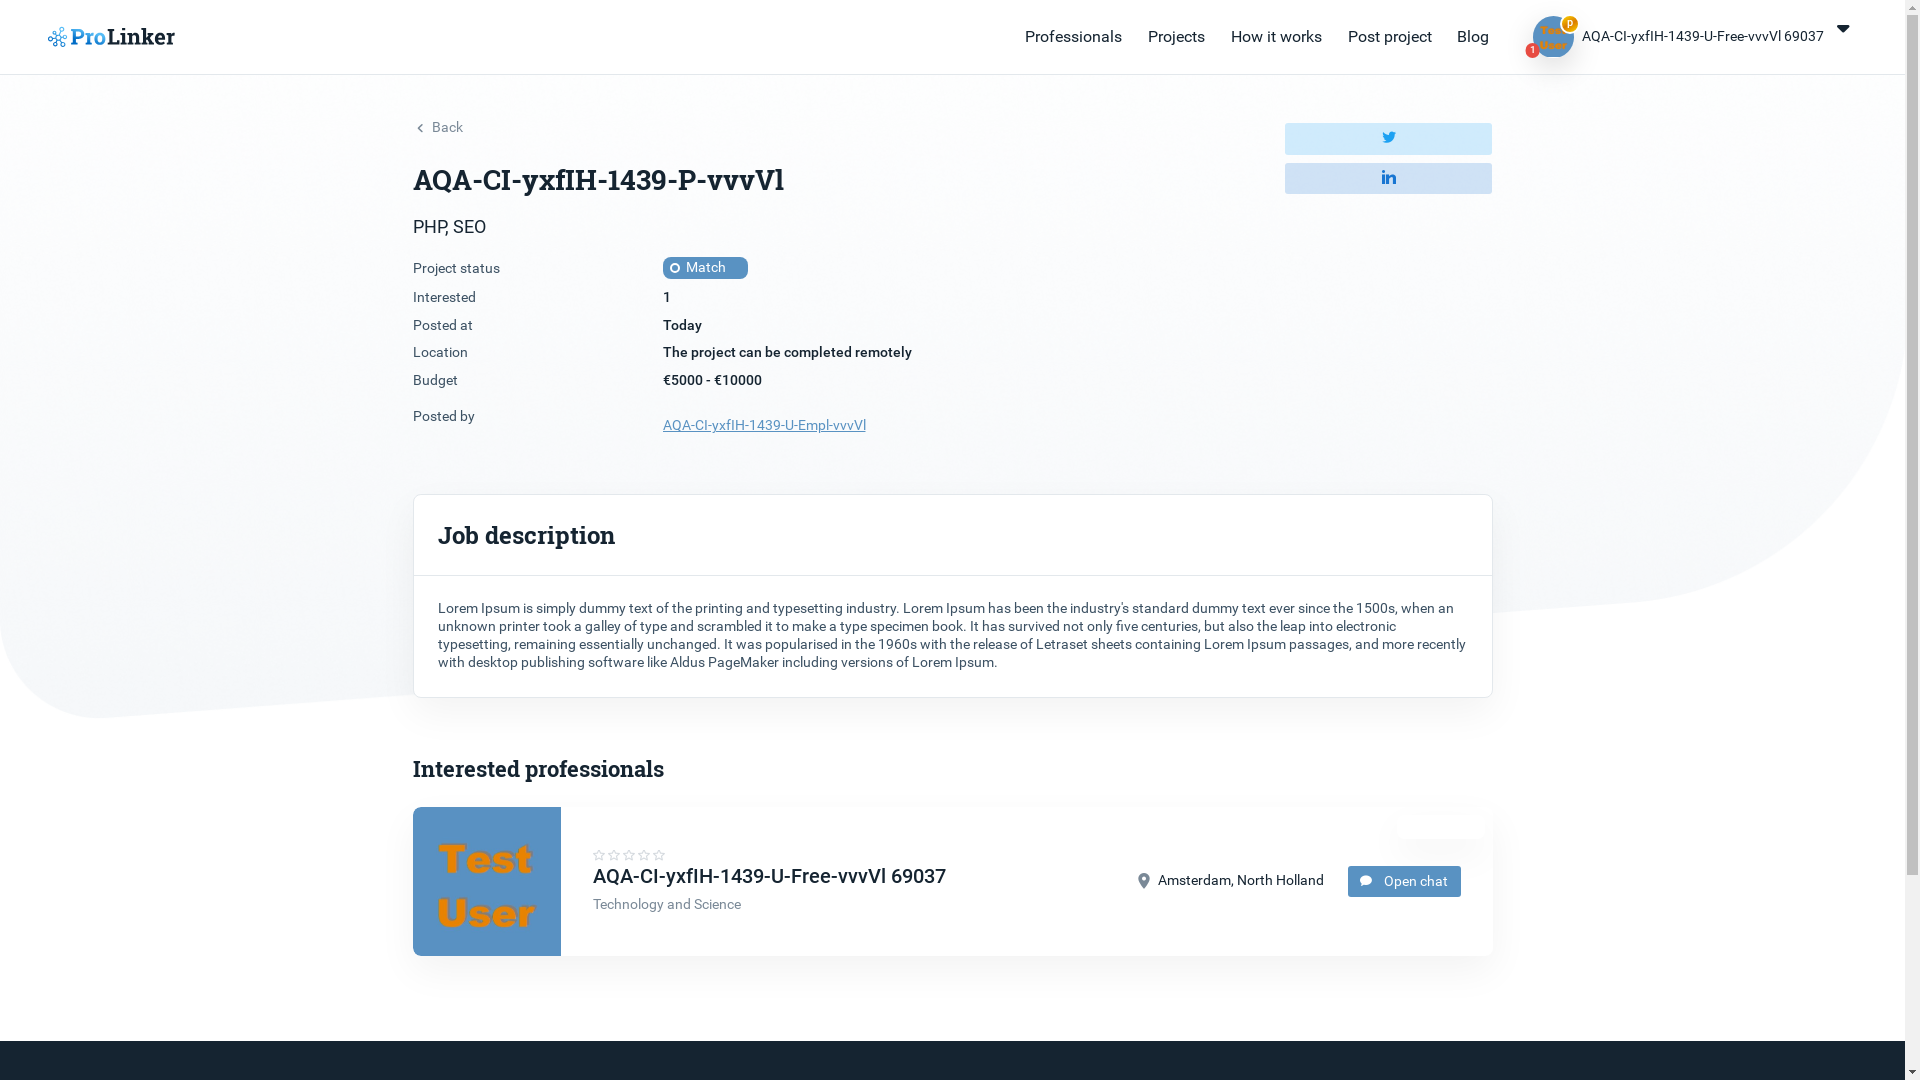 ProLinker
Professionals
Projects
How it works
Post project
Blog
Test
User
P
1
AQA-CI-yxfIH-1439-U-Free-vvvVl 69037
Back
AQA-CI-yxfIH-1439-P-vvvVl
PHP, SEO
Project status
Match
Interested
1
Posted at
Today
Location
The project can be completed remotely
Budget
€5000 - €10000
Posted by
AQA-CI-yxfIH-1439-U-Empl-vvvVl
in
Job description
Lorem Ipsum is simply dummy text of the printing and typesetting industry. Lorem Ipsum has been the industry's standard dummy text ever since the 1500s, when an
unknown printer took a galley of type and scrambled it to make a type specimen book. It has survived not only five centuries, but also the leap into electronic
typesetting, remaining essentially unchanged. It was popularised in the 1960s with the release of Letraset sheets containing Lorem Ipsum passages, and more recently
with desktop publishing software like Aldus PageMaker including versions of Lorem Ipsum.
Interested professionals
Test
User
AQA-CI-yxfIH-1439-U-Free-vvvVl 69037
Technology and Science
Amsterdam, North Holland
Open chat